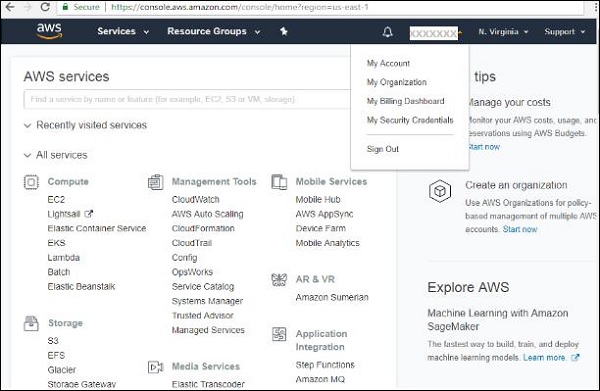 Secure https://console.aws.amazon.com/console/home?region=us-east-1
aws Services Resource Groups XXXXXXX N. Virginia Support
My Account
My Organization
My Billing Dashboard
My Security Credentials
Sign Out
AWS services
Find a service by name or feature (for example, EC2, S3 or VM, storage).
Recently visited services
All services
Compute
EC2
Lightsail
Elastic Container Service
EKS
Lambda
Batch
Elastic Beanstalk
Storage
S3
EFS
Glacier
Storage Gateway
Management Tools
CloudWatch
AWS Auto Scaling
CloudFormation
CloudTrail
Config
OpsWorks
Service Catalog
Systems Manager
Trusted Advisor
Managed Services
Media Services
Elastic Transcoder
Mobile Services
Mobile Hub
AWS AppSync
Device Farm
Mobile Analytics
AR & VR
Amazon Sumerian
Application
Integration
Step Functions
Amazon MQ
tips
Manage your costs
Monitor your AWS costs, usage, and
reservations using AWS Budgets.
Start now
Create an organization
Use AWS Organizations for policy-
based management of multiple AWS
accounts. Start now
Explore AWS
Machine Learning with Amazon
SageMaker
The fastest way to build, train, and deploy
machine learning models. Learn more.